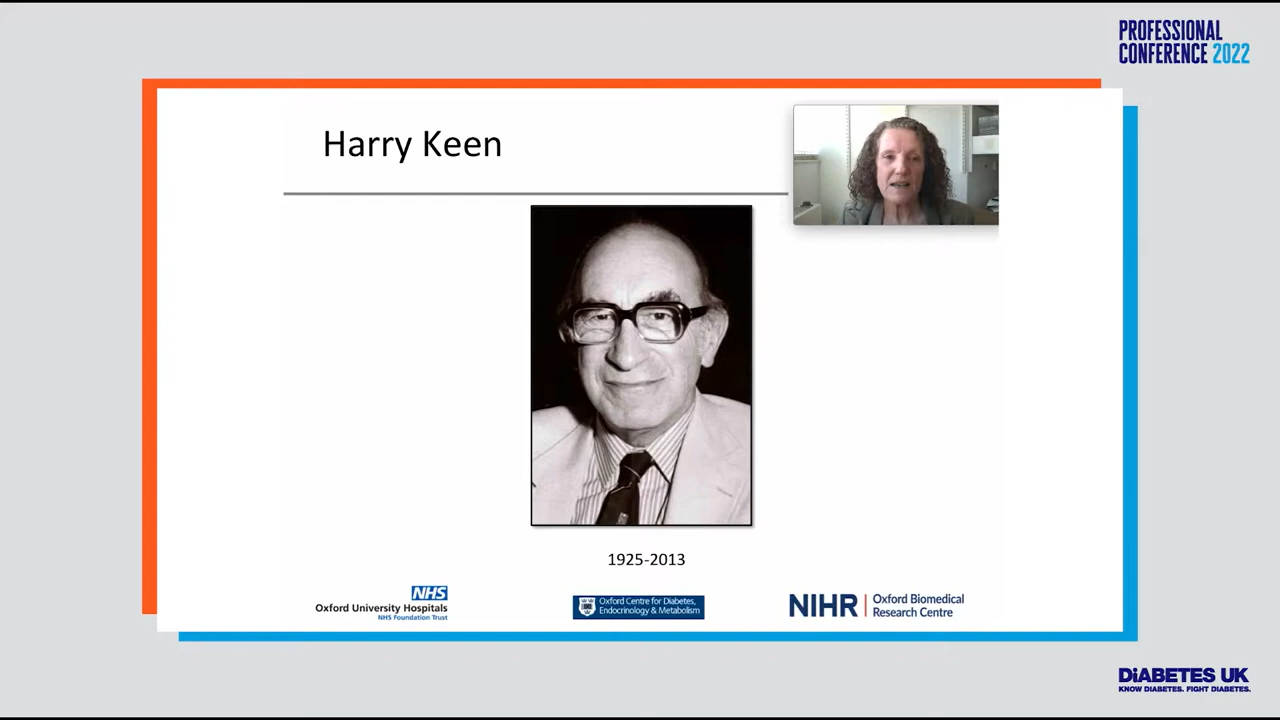 PROFESSIONAL
CONFERENCE 2022
Harry Keen
1925-2013
NHS
Oxford University Hospitals
NHS Foundation Trust
Oxford Centre for Diabetes,
Endocrinology & Metabolism
NIHR
Oxford Biomedical
Research Centre
DiABETES UK
KNOW DIABETES. FIGHT DIABETES.